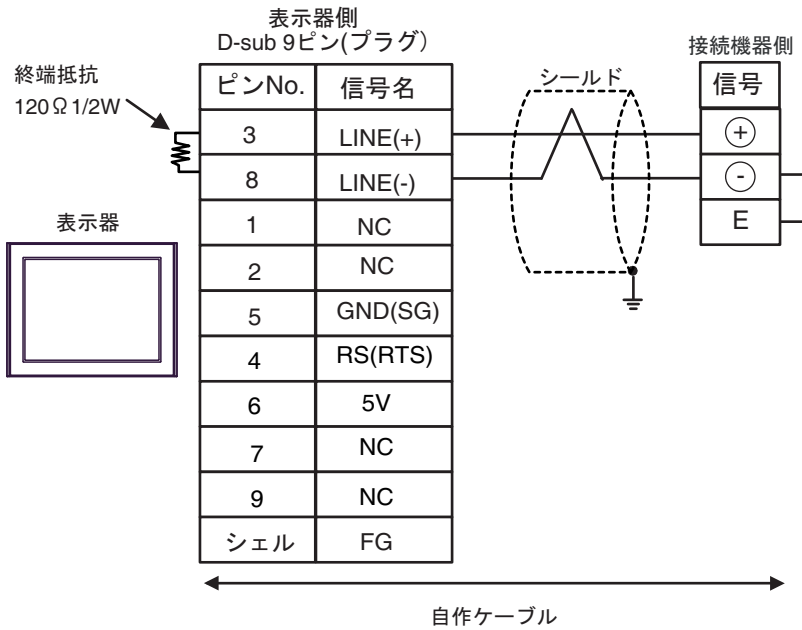 表示器側
D-sub 9ピン(プラグ)
接続機器側
終端抵抗
120Ω 1/2W
シールド
ピンNo. 信号名 信号
3 LINE(+) +
8 LINE(-) -
1 NC E
2 NC
5 GND(SG)
4 RS(RTS)
6 5V
7 NC
9 NC
シェル FG
表示器
自作ケーブル